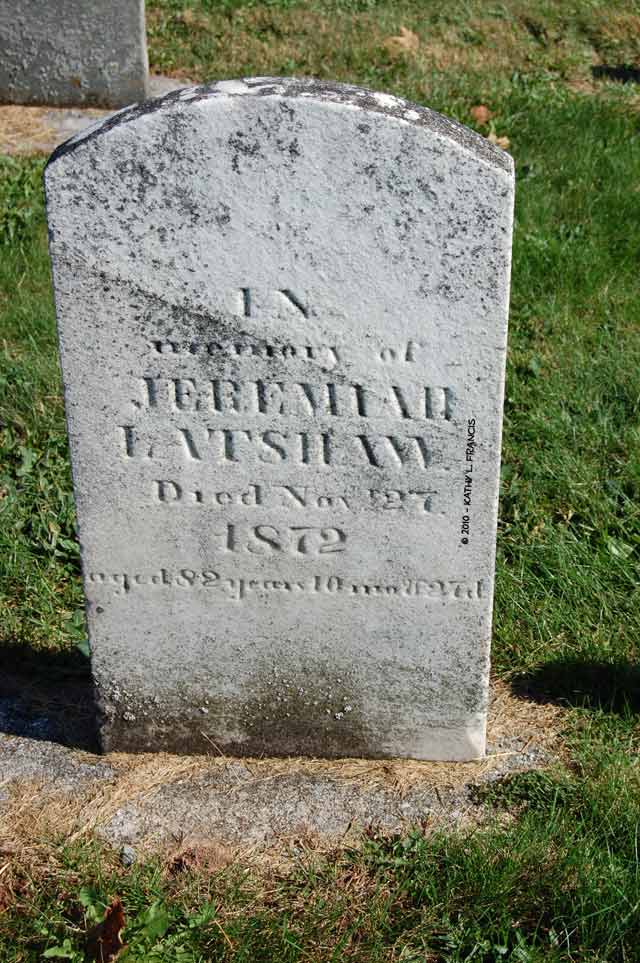 IN
memory of
JEREMIAH
LATSHAW.
Died Nov. 27.
1872
aged 82 years 10 mo & 27 d
© 2010 - KATHY L. FRANCIS